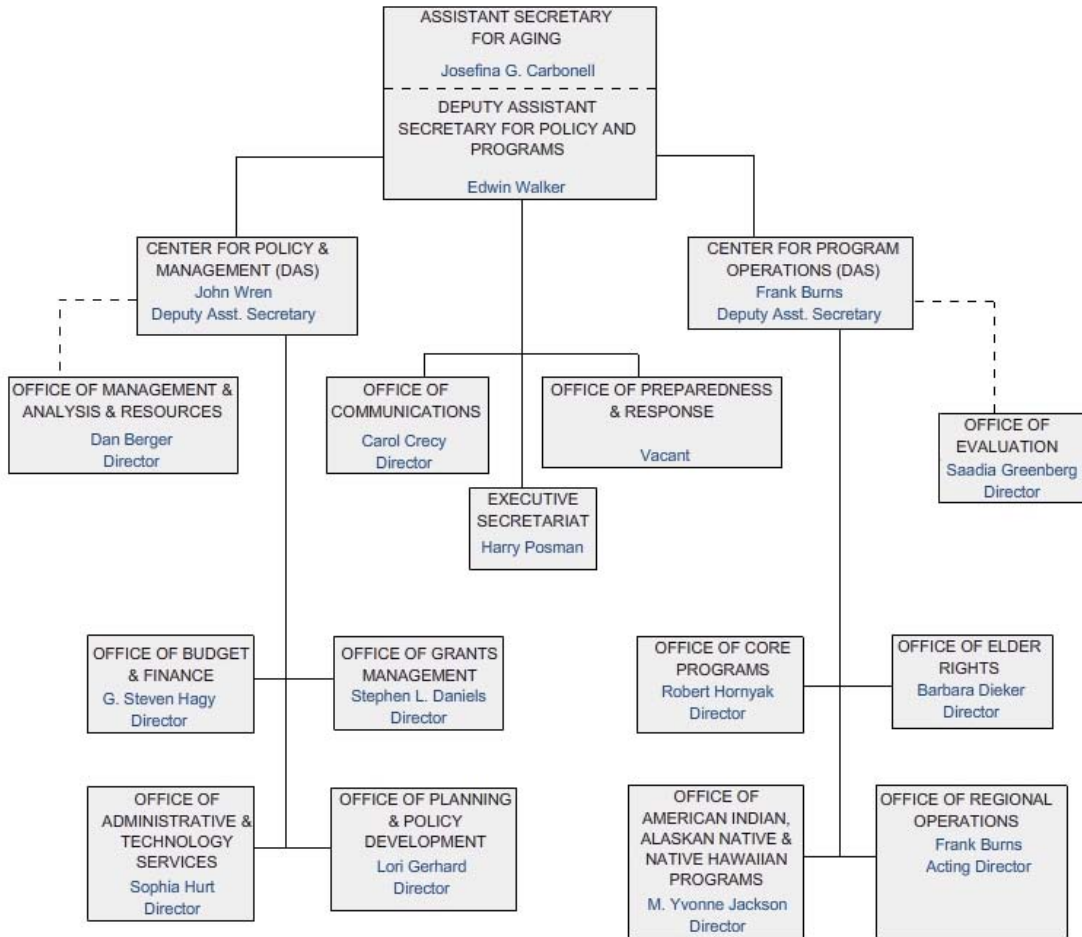 ASSISTANT SECRETARY
FOR AGING
Josefina G. Carbonell
DEPUTY ASSISTANT
SECRETARY FOR POLICY AND
PROGRAMS
Edwin Walker
CENTER FOR POLICY &
MANAGEMENT (DAS)
John Wren
Deputy Asst. Secretary
CENTER FOR PROGRAM
OPERATIONS (DAS)
Frank Burns
Deputy Asst. Secretary
OFFICE OF MANAGEMENT &
ANALYSIS & RESOURCES
Dan Berger
Director
OFFICE OF
COMMUNICATIONS
Carol Crecy
Director
OFFICE OF PREPAREDNESS
& RESPONSE
Vacant
OFFICE OF
EVALUATION
Saadia Greenberg
Director
EXECUTIVE
SECRETARIAT
Harry Posman
OFFICE OF BUDGET
& FINANCE
G. Steven Hagy
Director
OFFICE OF GRANTS
MANAGEMENT
Stephen L. Daniels
Director
OFFICE OF CORE
PROGRAMS
Robert Hornyak
Director
OFFICE OF ELDER
RIGHTS
Barbara Dieker
Director
OFFICE OF
ADMINISTRATIVE &
TECHNOLOGY
SERVICES
Sophia Hurt
Director
OFFICE OF PLANNING
& POLICY
DEVELOPMENT
Lori Gerhard
Director
OFFICE OF
AMERICAN INDIAN,
ALASKAN NATIVE &
NATIVE HAWAIIAN
PROGRAMS
M. Yvonne Jackson
Director
OFFICE OF REGIONAL
OPERATIONS
Frank Burns
Acting Director